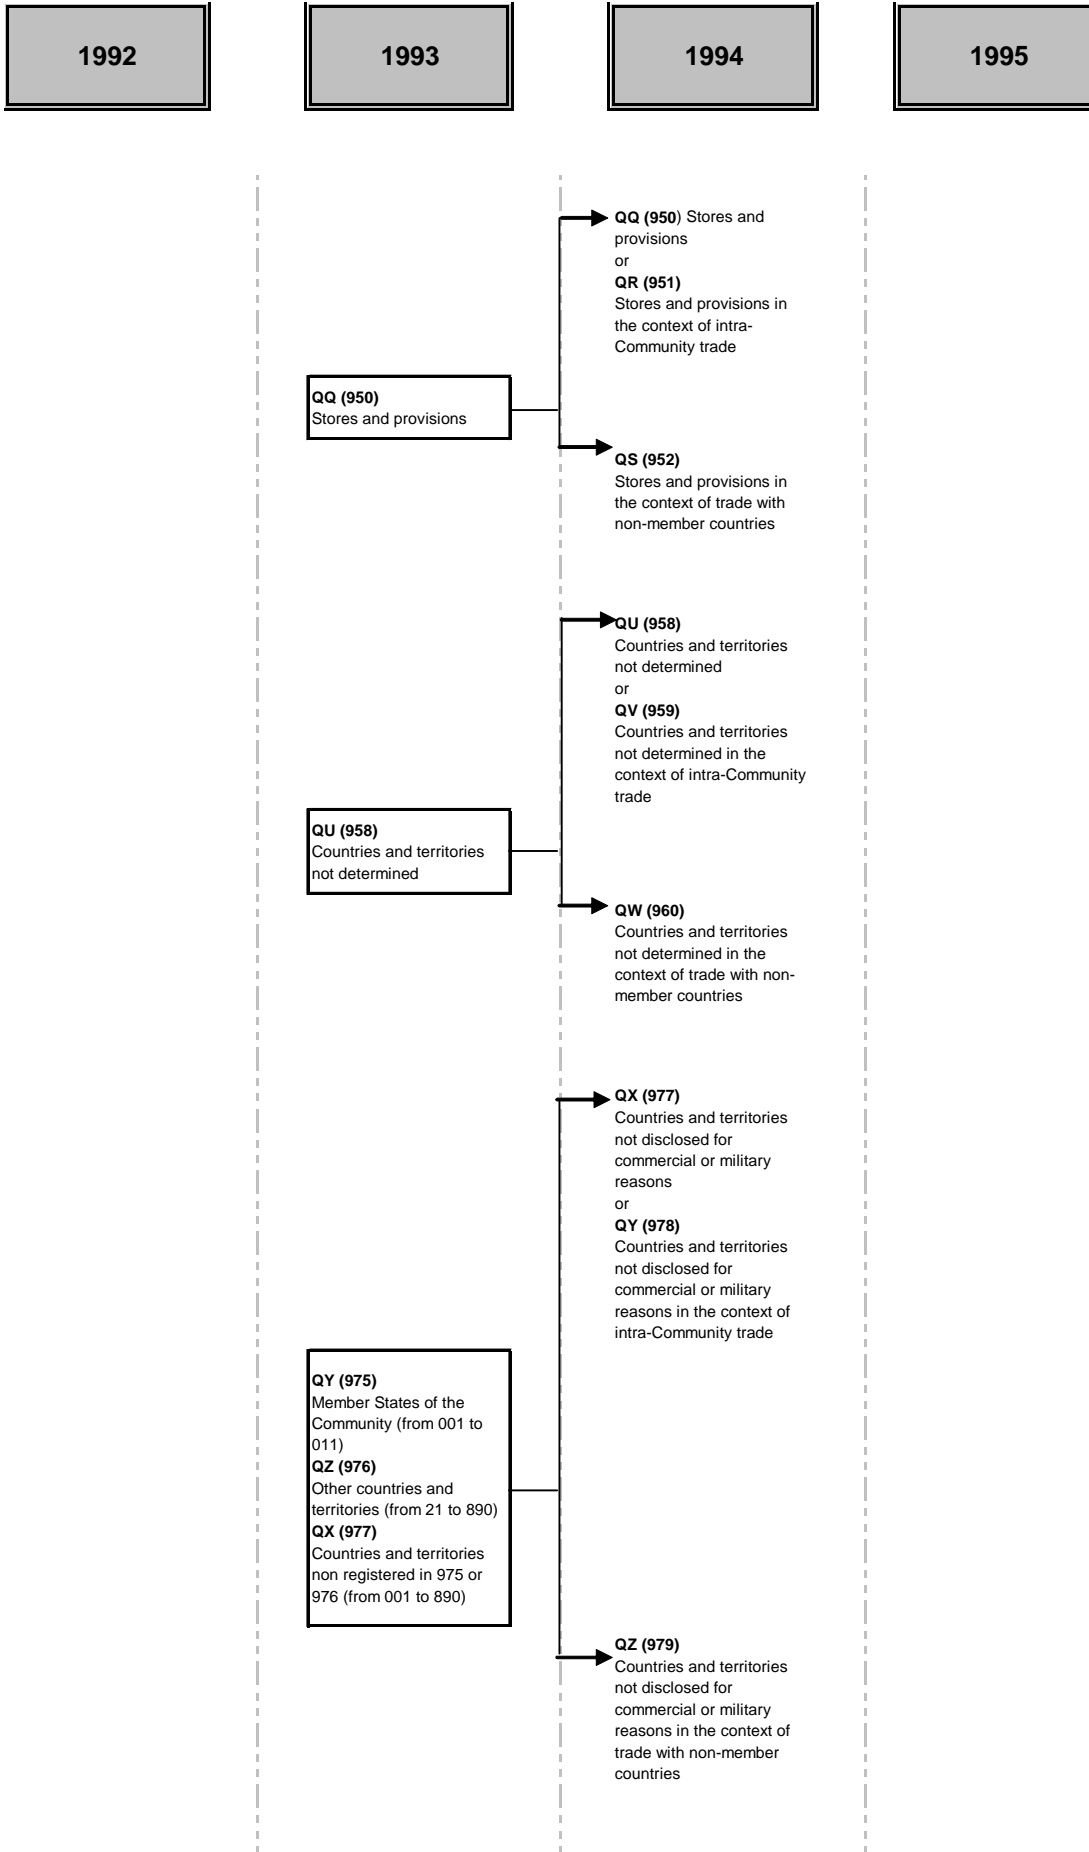 1992
1993
1994
1995
QQ (950) Stores and
provisions
or
QR (951)
Stores and provisions in
the context of intra-
Community trade
QQ (950)
Stores and provisions
QS (952)
Stores and provisions in
the context of trade with
non-member countries
QU (958)
Countries and territories
not determined
or
QV (959)
Countries and territories
not determined in the
context of intra-Community
trade
QU (958)
Countries and territories
not determined
QW (960)
Countries and territories
not determined in the
context of trade with non-
member countries
QX (977)
Countries and territories
not disclosed for
commercial or military
reasons
or
QY (978)
Countries and territories
not disclosed for
commercial or military
reasons in the context of
intra-Community trade
QY (975)
Member States of the
Community (from 001 to
011)
QZ (976)
Other countries and
territories (from 21 to 890)
QX (977)
Countries and territories
non registered in 975 or
976 (from 001 to 890)
QZ (979)
Countries and territories
not disclosed for
commercial or military
reasons in the context of
trade with non-member
countries